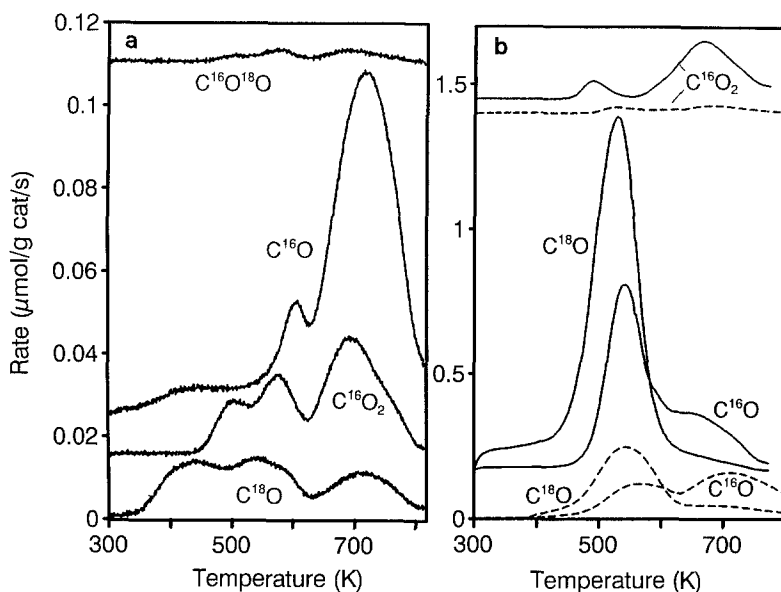 a
0.12
0.1
0.08
0.06
0.04
0.02
0
300
500
700
Temperature (K)
Rate (μmol/g cat/s)
C¹⁶O¹⁸O
C¹⁶O
C¹⁶O₂
C¹⁸O
b
1.5
1
0.5
0
300
500
700
Temperature (K)
C¹⁶O₂
C¹⁸O
C¹⁶O
C¹⁸O
C¹⁶O